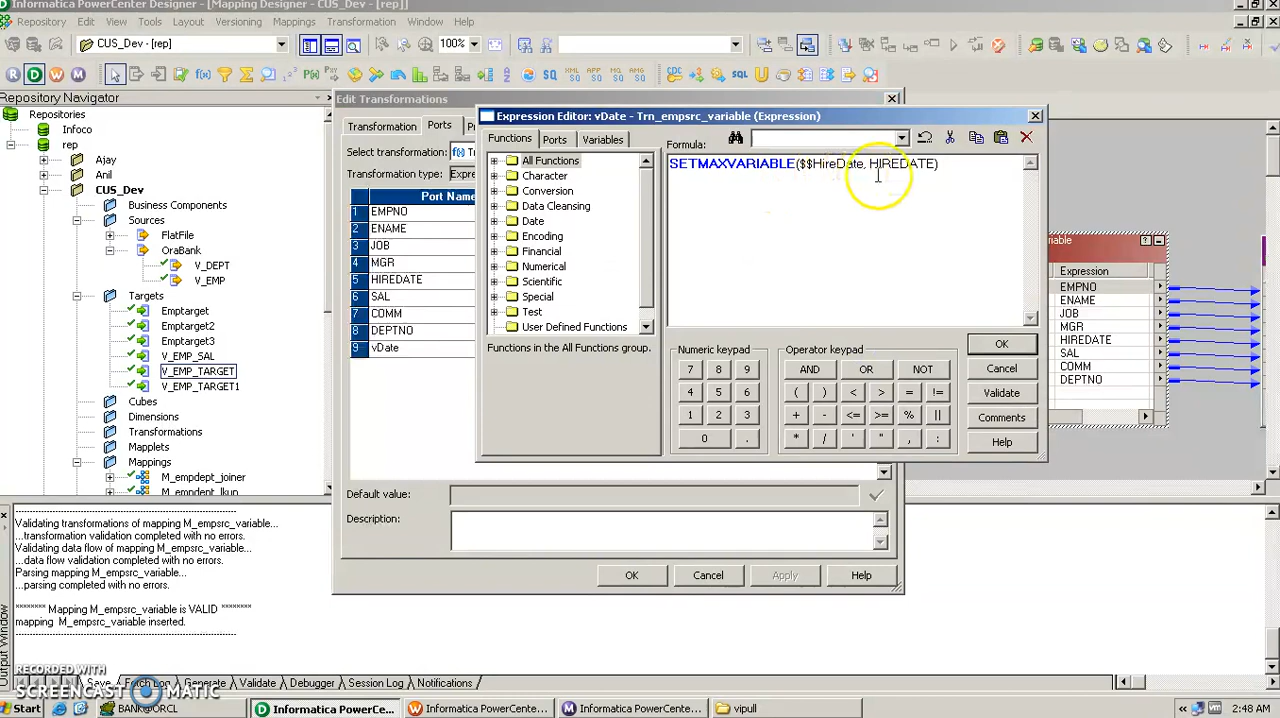 Informatica PowerCenter Designer - [Mapping Designer - CUS_Dev - [rep]
Repository Edit View Tools Layout Versioning Mappings Transformation Window Help
CUS_Dev - [rep]
100%
Repository Navigator
Repositories
Infoco
rep
Ajay
Anil
CUS_Dev
Business Components
Sources
FlatFile
OraBank
V_DEPT
V_EMP
Targets
Emptarget
Emptarget2
Emptarget3
V_EMP_SAL
V_EMP_TARGET
V_EMP_TARGET1
Cubes
Dimensions
Transformations
Mapplets
Mappings
M_empdept_joiner
M_empdept_lkup
Edit Transformations
Transformation Ports
Select transformation:
Transformation type: Expre
Port Name
1 EMPNO
2 ENAME
3 JOB
4 MGR
5 HIREDATE
6 SAL
7 COMM
8 DEPTNO
9 vDate
Default value:
Description:
OK Cancel Apply Help
Expression Editor: vDate - Trn_empsrc_variable (Expression)
Functions Ports Variables
All Functions
Character
Conversion
Data Cleansing
Date
Encoding
Financial
Numerical
Scientific
Special
Test
User Defined Functions
Functions in the All Functions group.
Formula:
SETMAXVARIABLE($$HireDate, HIREDATE)
Numeric keypad
7 8 9
4 5 6
1 2 3
0 .
Operator keypad
AND OR NOT
( ) < > = !=
+ - <= >= % ||
* / ' " , :
OK
Cancel
Validate
Comments
Help
iable
Expression
EMPNO
ENAME
JOB
MGR
HIREDATE
SAL
COMM
DEPTNO
Output Window
Validating transformations of mapping M_empsrc_variable...
...transformation validation completed with no errors.
Validating data flow of mapping M_empsrc_variable...
...data flow validation completed with no errors.
Parsing mapping M_empsrc_variable...
...parsing completed with no errors.
******** Mapping M_empsrc_variable is VALID ********
mapping M_empsrc_variable inserted.
Save Fetch Log Generate Validate Debugger Session Log Notifications
RECORDED WITH
SCREENCAST MATIC
Start BANK@ORCL Informatica PowerCe... Informatica PowerCenter... Informatica PowerCenter... vipull 2:48 AM